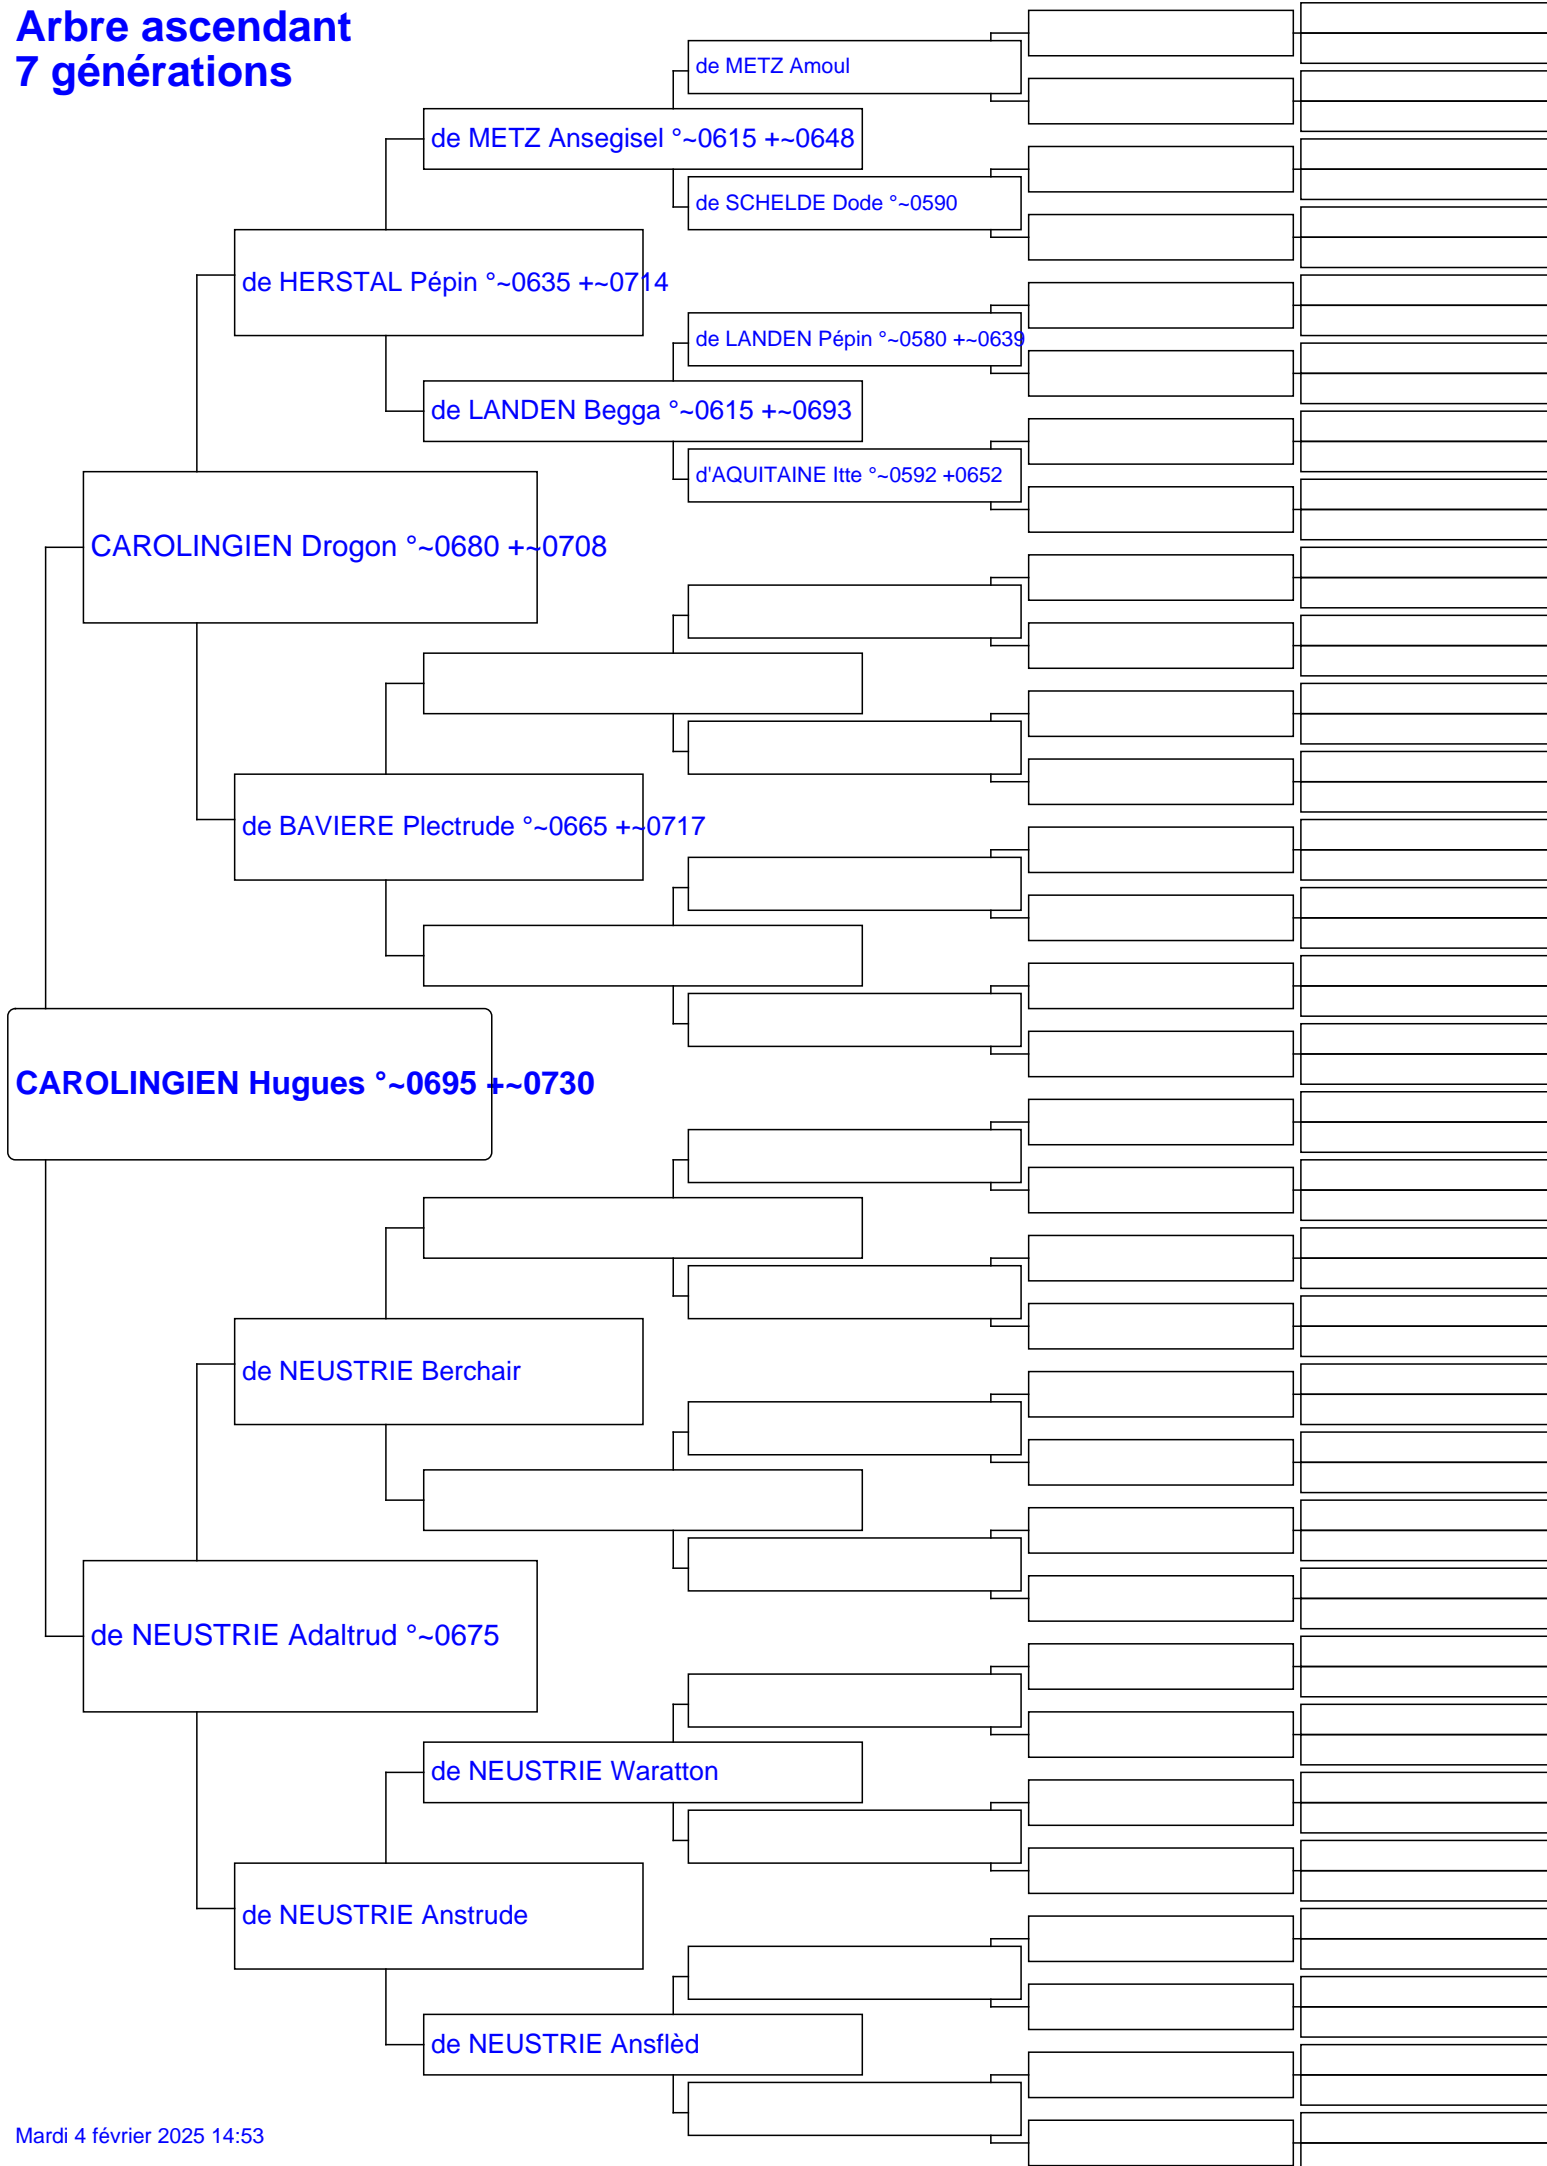 Arbre ascendant
7 générations
de METZ Amoul
de METZ Ansegisel °~0615 +~0648
de SCHELDE Dode °~0590
de HERSTAL Pépin °~0635 +~0714
de LANDEN Pépin °~0580 +~0639
de LANDEN Begga °~0615 +~0693
d'AQUITAINE Itte °~0592 +0652
CAROLINGIEN Drogon °~0680 +~0708
de BAVIERE Plectrude °~0665 +~0717
CAROLINGIEN Hugues °~0695 +~0730
de NEUSTRIE Berchair
de NEUSTRIE Adaltrud °~0675
de NEUSTRIE Waratton
de NEUSTRIE Anstrude
de NEUSTRIE Ansflèd
Mardi 4 février 2025 14:53